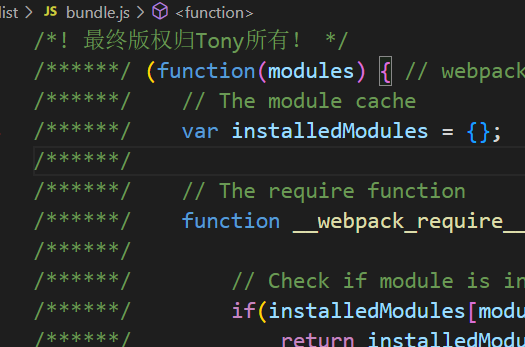 list > JS bundle.js > <function>
/*! 最终版权归Tony所有！ */
/******/ (function(modules) { // webpack
/******/ // The module cache
/******/ var installedModules = {};
/******/
/******/ // The require function
/******/ function __webpack_require__
/******/
/******/ // Check if module is in
/******/ if(installedModules[modu
/******/ return installedMod